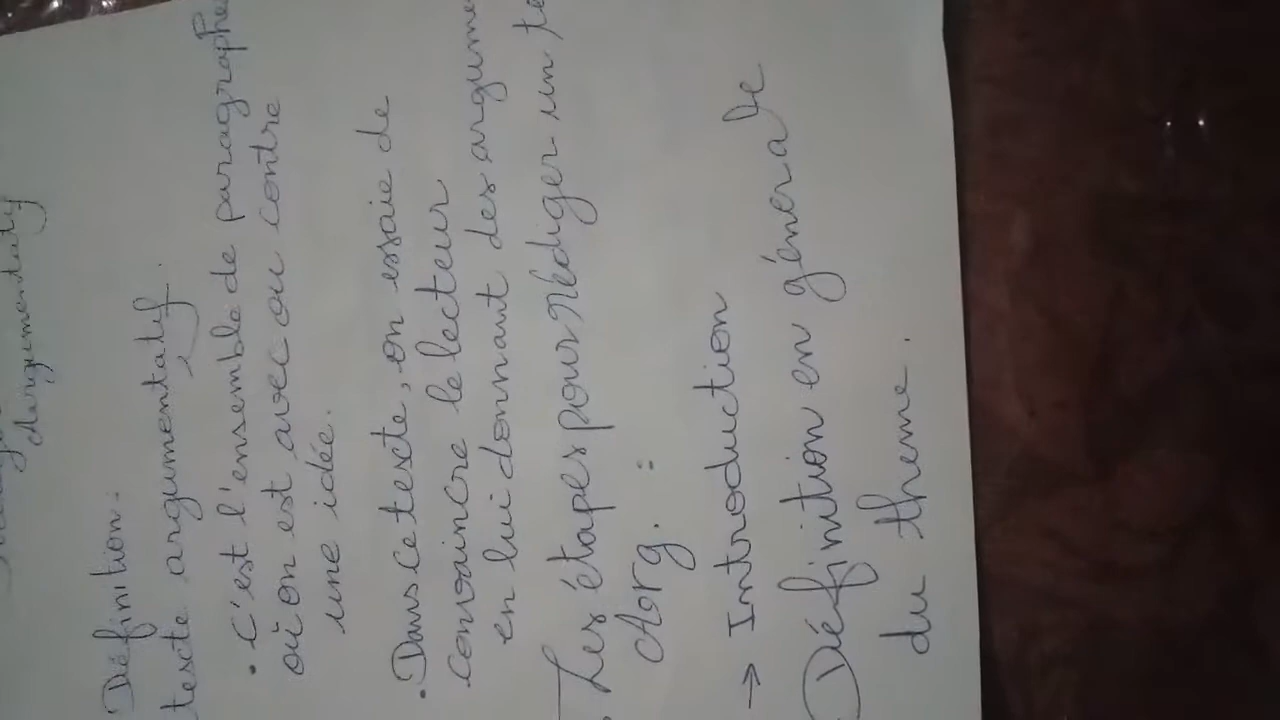 Argumentatif
Définition:
texte argumentatif.
• C'est l'ensemble de paragraphe
où on est avec ou contre
une idée.
• Dans ce texte, on essaie de
convaincre le lecteur
en lui donnant des argume
. Les étapes pour rédiger un te
Arg. :
→ Introduction
Définition en générale
du theme.